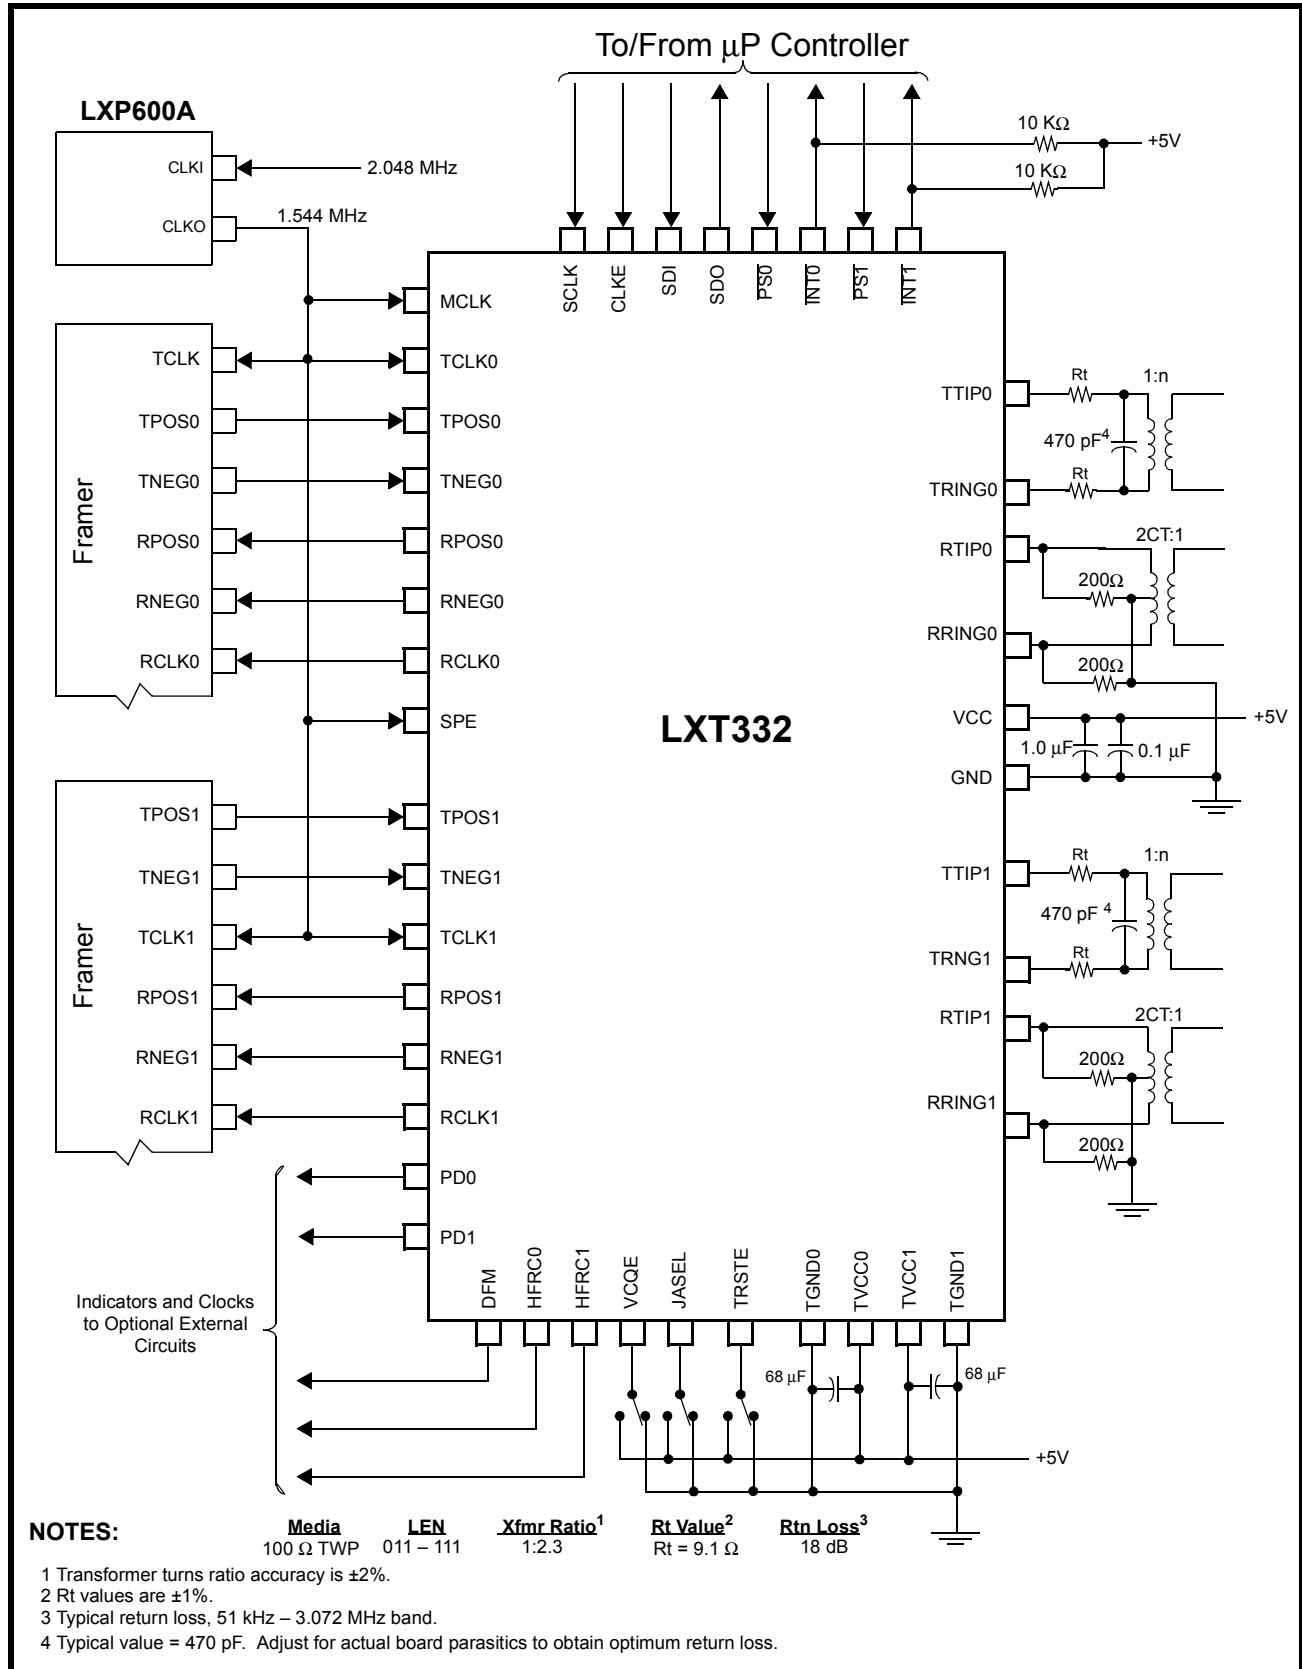 To/From μP Controller
LXP600A
CLKI
2.048 MHz
CLKO
1.544 MHz
10 KΩ
+5V
10 KΩ
SCLK
CLKE
SDI
SDO
PS0
INT0
PS1
INT1
Framer
TCLK
TPOS0
TNEG0
RPOS0
RNEG0
RCLK0
MCLK
TCLK0
TPOS0
TNEG0
RPOS0
RNEG0
RCLK0
SPE
LXT332
Framer
TPOS1
TNEG1
TCLK1
RPOS1
RNEG1
RCLK1
TPOS1
TNEG1
TCLK1
RPOS1
RNEG1
RCLK1
PD0
PD1
TTIP0
Rt
1:n
470 pF4
TRING0
Rt
RTIP0
2CT:1
200Ω
RRING0
200Ω
VCC
+5V
1.0 μF
0.1 μF
GND
TTIP1
Rt
1:n
470 pF 4
TRNG1
Rt
RTIP1
2CT:1
200Ω
RRING1
200Ω
DFM
HFRC0
HFRC1
VCQE
JASEL
TRSTE
TGND0
TVCC0
TVCC1
TGND1
Indicators and Clocks
to Optional External
Circuits
68 μF
68 μF
+5V
NOTES:
Media LEN Xfmr Ratio1 Rt Value2 Rtn Loss3
100 Ω TWP 011 – 111 1:2.3 Rt = 9.1 Ω 18 dB
1 Transformer turns ratio accuracy is ±2%.
2 Rt values are ±1%.
3 Typical return loss, 51 kHz – 3.072 MHz band.
4 Typical value = 470 pF. Adjust for actual board parasitics to obtain optimum return loss.